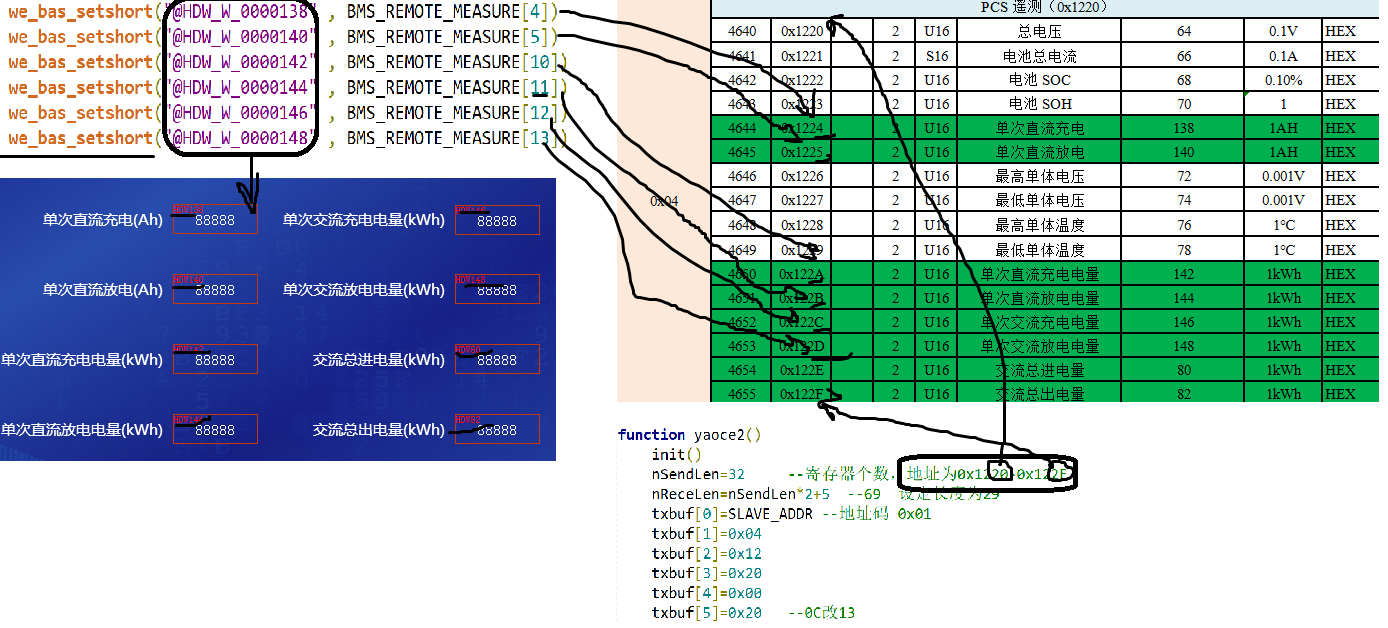 we_bas_setshort("@HDW_W_0000138" , BMS_REMOTE_MEASURE[4])
we_bas_setshort("@HDW_W_0000140" , BMS_REMOTE_MEASURE[5])
we_bas_setshort("@HDW_W_0000142" , BMS_REMOTE_MEASURE[10])
we_bas_setshort("@HDW_W_0000144" , BMS_REMOTE_MEASURE[11])
we_bas_setshort("@HDW_W_0000146" , BMS_REMOTE_MEASURE[12])
we_bas_setshort("@HDW_W_0000148" , BMS_REMOTE_MEASURE[13])
单次直流充电(Ah) 88888 单次交流充电电量(kWh) 88888
单次直流放电(Ah) 88888 单次交流放电电量(kWh) 88888
单次直流充电电量(kWh) 88888 交流总进电量(kWh) 88888
单次直流放电电量(kWh) 88888 交流总出电量(kWh) 88888
PCS 遥测（0x1220）
0x04
4640 0x1220 2 U16 总电压 64 0.1V HEX
4641 0x1221 2 S16 电池总电流 66 0.1A HEX
4642 0x1222 2 U16 电池 SOC 68 0.10% HEX
4643 0x1223 2 U16 电池 SOH 70 1 HEX
4644 0x1224 2 U16 单次直流充电 138 1AH HEX
4645 0x1225 2 U16 单次直流放电 140 1AH HEX
4646 0x1226 2 U16 最高单体电压 72 0.001V HEX
4647 0x1227 2 U16 最低单体电压 74 0.001V HEX
4648 0x1228 2 U16 最高单体温度 76 1℃ HEX
4649 0x1229 2 U16 最低单体温度 78 1℃ HEX
4650 0x122A 2 U16 单次直流充电电量 142 1kWh HEX
4651 0x122B 2 U16 单次直流放电电量 144 1kWh HEX
4652 0x122C 2 U16 单次交流充电电量 146 1kWh HEX
4653 0x122D 2 U16 单次交流放电电量 148 1kWh HEX
4654 0x122E 2 U16 交流总进电量 80 1kWh HEX
4655 0x122F 2 U16 交流总出电量 82 1kWh HEX
function yaoce2()
init()
nSendLen=32 --寄存器个数，地址为0x1220-0x122F
nReceLen=nSendLen*2+5 --69 设定长度为29
txbuf[0]=SLAVE_ADDR --地址码 0x01
txbuf[1]=0x04
txbuf[2]=0x12
txbuf[3]=0x20
txbuf[4]=0x00
txbuf[5]=0x20 --0C改13